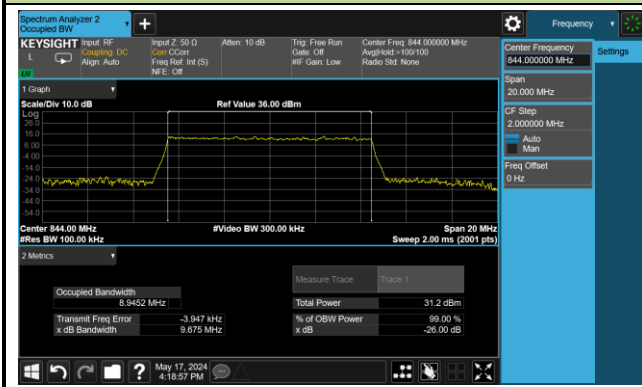 Spectrum Analyzer 2
Occupied BW
Frequency
KEYSIGHT
L
LNI
Input: RF
Coupling: DC
Align: Auto
Input Z: 50 Ω
Corr CCorr
Freq Ref: Int (S)
NFE: Off
Atten: 10 dB
Trig: Free Run
Gate: Off
#IF Gain: Low
Center Freq: 844.000000 MHz
Avg|Hold:>100/100
Radio Std: None
Center Frequency
844.000000 MHz
Settings
Span
20.000 MHz
CF Step
2.000000 MHz
Auto
Man
Freq Offset
0 Hz
1 Graph
Scale/Div 10.0 dB
Ref Value 36.00 dBm
Log
26.0
16.0
6.00
-4.00
-14.0
-24.0
-34.0
-44.0
-54.0
Center 844.00 MHz
#Video BW 300.00 kHz
Span 20 MHz
#Res BW 100.00 kHz
Sweep 2.00 ms (2001 pts)
2 Metrics
Measure Trace
Trace 1
Occupied Bandwidth
8.9452 MHz
Total Power
31.2 dBm
Transmit Freq Error
-3.947 kHz
% of OBW Power
99.00 %
x dB Bandwidth
9.675 MHz
x dB
-26.00 dB
?
May 17, 2024
4:18:57 PM